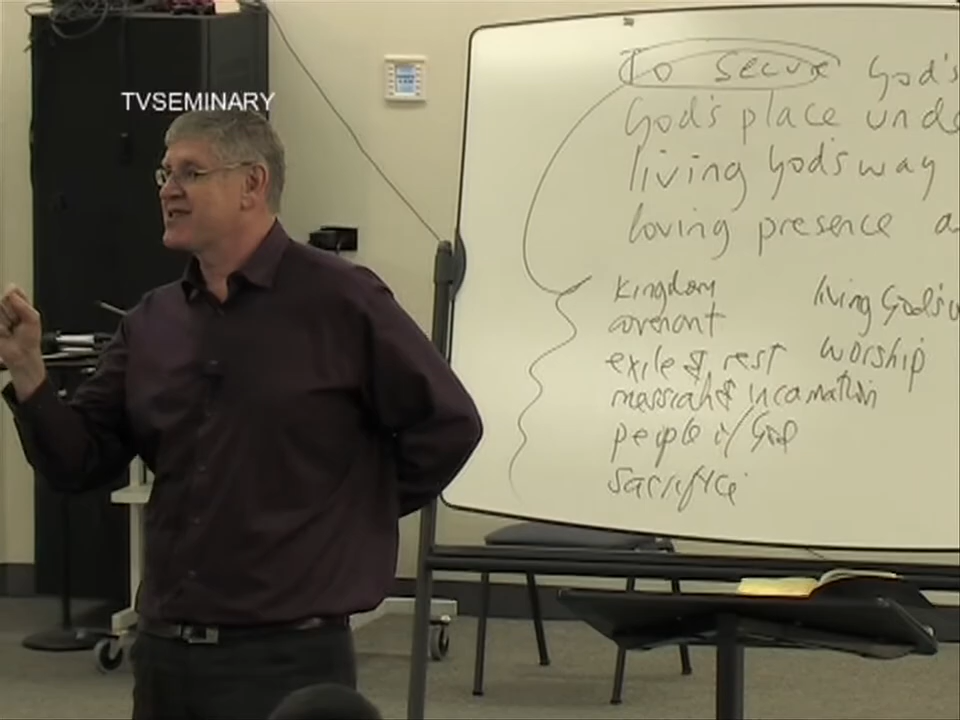 TVSEMINARY
To secure God's
God's place unde
living God's way
loving presence a
kingdom
covenant
exile & rest
messiah & incarnation
people of God
sacrifice
living God's w
worship